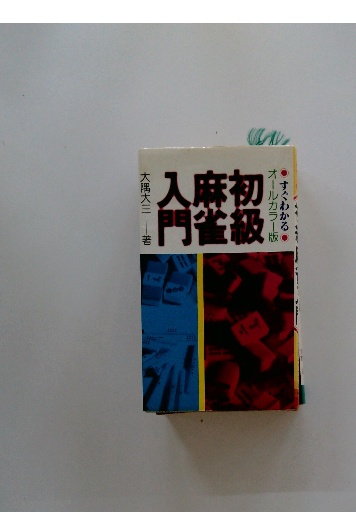 ●すぐわかる●
オールカラー版
初級
麻雀
入門
大隅大三──著